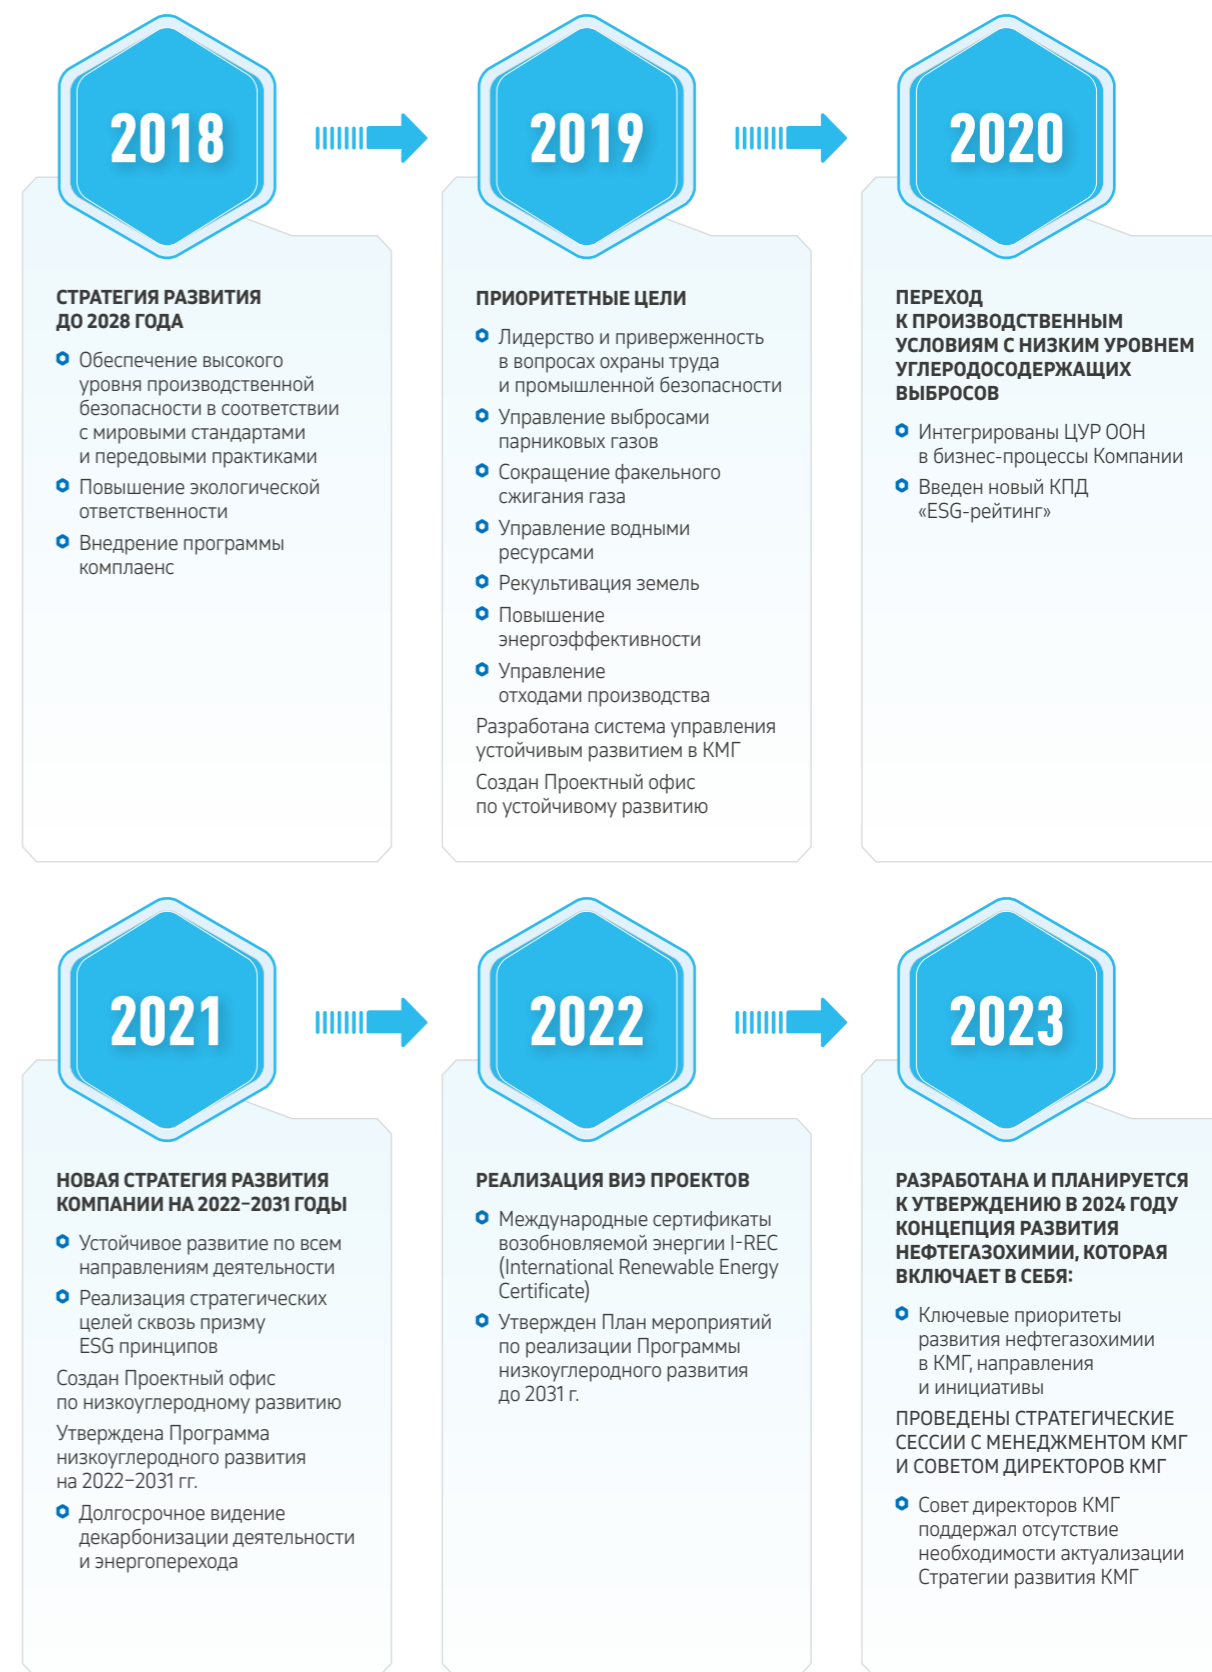 2018
СТРАТЕГИЯ РАЗВИТИЯ
ДО 2028 ГОДА
Обеспечение высокого
уровня производственной
безопасности в соответствии
с мировыми стандартами
и передовыми практиками
Повышение экологической
ответственности
Внедрение программы
комплаенс
2019
ПРИОРИТЕТНЫЕ ЦЕЛИ
Лидерство и приверженность
в вопросах охраны труда
и промышленной безопасности
Управление выбросами
парниковых газов
Сокращение факельного
сжигания газа
Управление водными
ресурсами
Рекультивация земель
Повышение
энергоэффективности
Управление
отходами производства
Разработана система управления
устойчивым развитием в КМГ
Создан Проектный офис
по устойчивому развитию
2020
ПЕРЕХОД
К ПРОИЗВОДСТВЕННЫМ
УСЛОВИЯМ С НИЗКИМ УРОВНЕМ
УГЛЕРОДОСОДЕРЖАЩИХ
ВЫБРОСОВ
Интегрированы ЦУР ООН
в бизнес-процессы Компании
Введен новый КПД
«ESG-рейтинг»
2021
НОВАЯ СТРАТЕГИЯ РАЗВИТИЯ
КОМПАНИИ НА 2022–2031 ГОДЫ
Устойчивое развитие по всем
направлениям деятельности
Реализация стратегических
целей сквозь призму
ESG принципов
Создан Проектный офис
по низкоуглеродному развитию
Утверждена Программа
низкоуглеродного развития
на 2022–2031 гг.
Долгосрочное видение
декарбонизации деятельности
и энергоперехода
2022
РЕАЛИЗАЦИЯ ВИЭ ПРОЕКТОВ
Международные сертификаты
возобновляемой энергии I-REC
(International Renewable Energy
Certificate)
Утвержден План мероприятий
по реализации Программы
низкоуглеродного развития
до 2031 г.
2023
РАЗРАБОТАНА И ПЛАНИРУЕТСЯ
К УТВЕРЖДЕНИЮ В 2024 ГОДУ
КОНЦЕПЦИЯ РАЗВИТИЯ
НЕФТЕГАЗОХИМИИ, КОТОРАЯ
ВКЛЮЧАЕТ В СЕБЯ:
Ключевые приоритеты
развития нефтегазохимии
в КМГ, направления
и инициативы
ПРОВЕДЕНЫ СТРАТЕГИЧЕСКИЕ
СЕССИИ С МЕНЕДЖМЕНТОМ КМГ
И СОВЕТОМ ДИРЕКТОРОВ КМГ
Совет директоров КМГ
поддержал отсутствие
необходимости актуализации
Стратегии развития КМГ